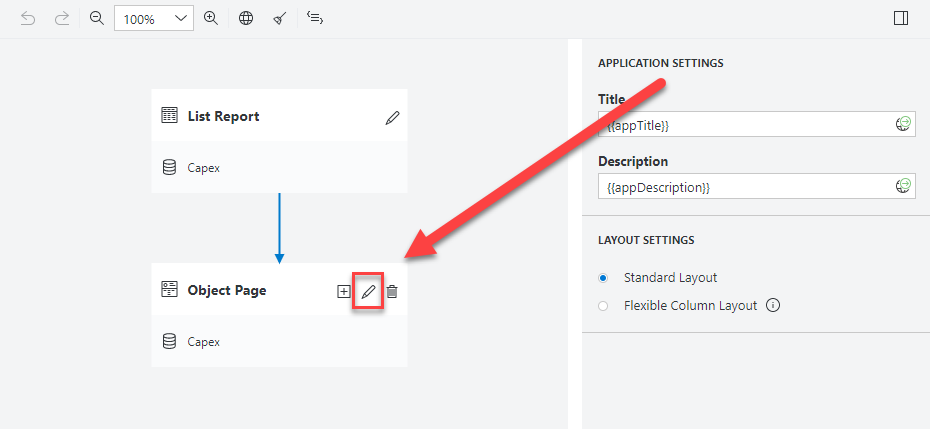 100%
List Report
Capex
Object Page
Capex
APPLICATION SETTINGS
Title
{{appTitle}}
Description
{{appDescription}}
LAYOUT SETTINGS
Standard Layout
Flexible Column Layout